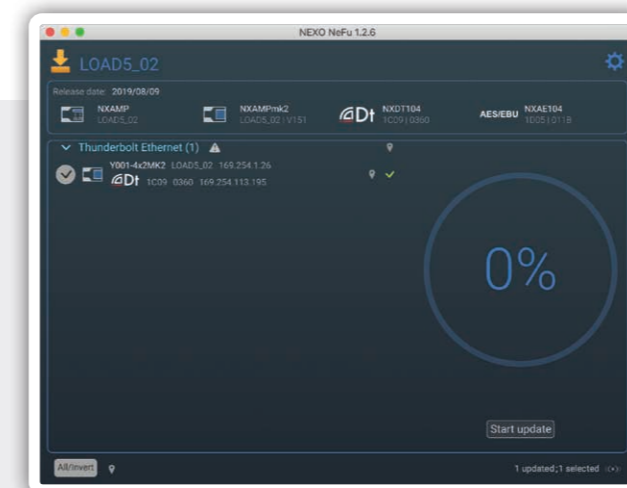 NEXO NeFu 1.2.6
LOAD5_02
Release date: 2019/08/09
NXAMP
LOAD5_02
NXAMPmk2
LOAD5_02 | V151
Dt
NXDT104
1C09 | 0360
AES/EBU
NXAE104
1D05 | 011B
Thunderbolt Ethernet (1)
Y001-4x2MK2 LOAD5_02 169.254.1.26
Dt 1C09 0360 169.254.113.195
0%
Start update
All/Invert
1 updated;1 selected